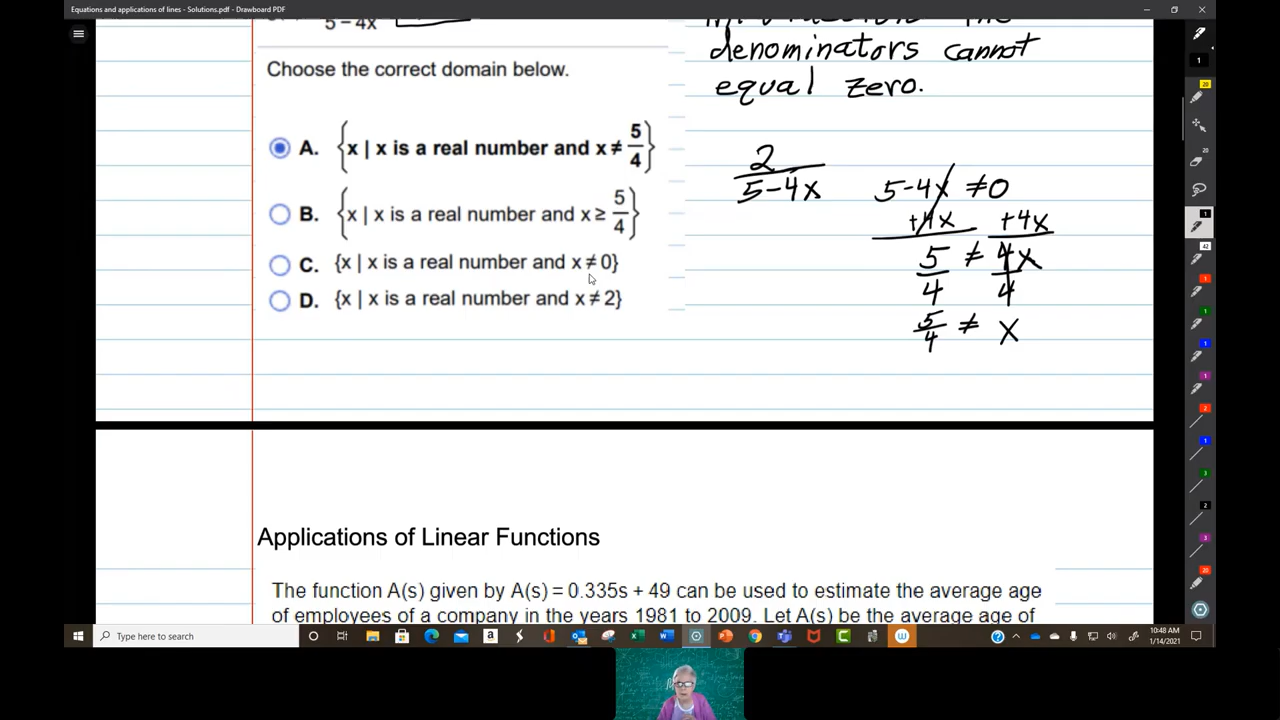 Equations and applications of lines - Solutions.pdf - Drawboard PDF
5 − 4x
denominators cannot
equal zero.
Choose the correct domain below.
A. {x | x is a real number and x ≠ 5/4}
B. {x | x is a real number and x ≥ 5/4}
C. {x | x is a real number and x ≠ 0}
D. {x | x is a real number and x ≠ 2}
2
5-4x
5-4x ≠0
+4x +4x
5 ≠ 4x
4 4
5/4 ≠ x
Applications of Linear Functions
The function A(s) given by A(s) = 0.335s + 49 can be used to estimate the average age
of employees of a company in the years 1981 to 2009. Let A(s) be the average age of
Type here to search
10:48 AM
1/14/2021